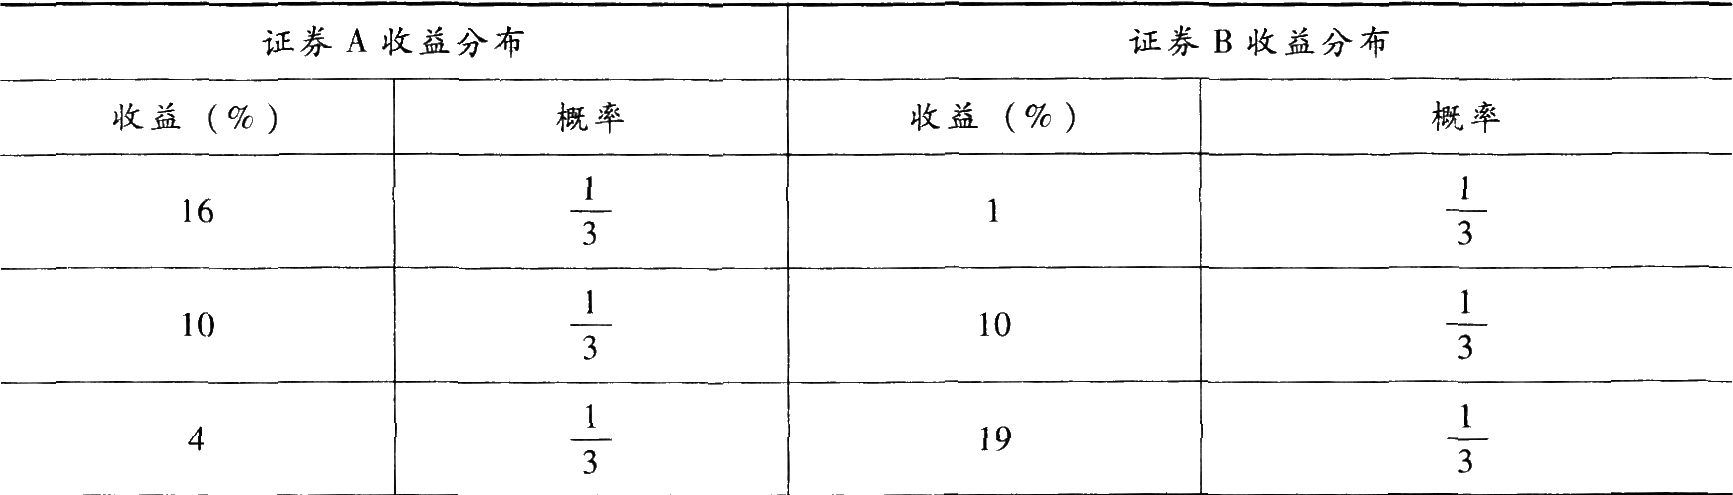 证券 A 收益分布 证券 B 收益分布
收益（%） 概率 收益（%） 概率
16 1/3 1 1/3
10 1/3 10 1/3
4 1/3 19 1/3